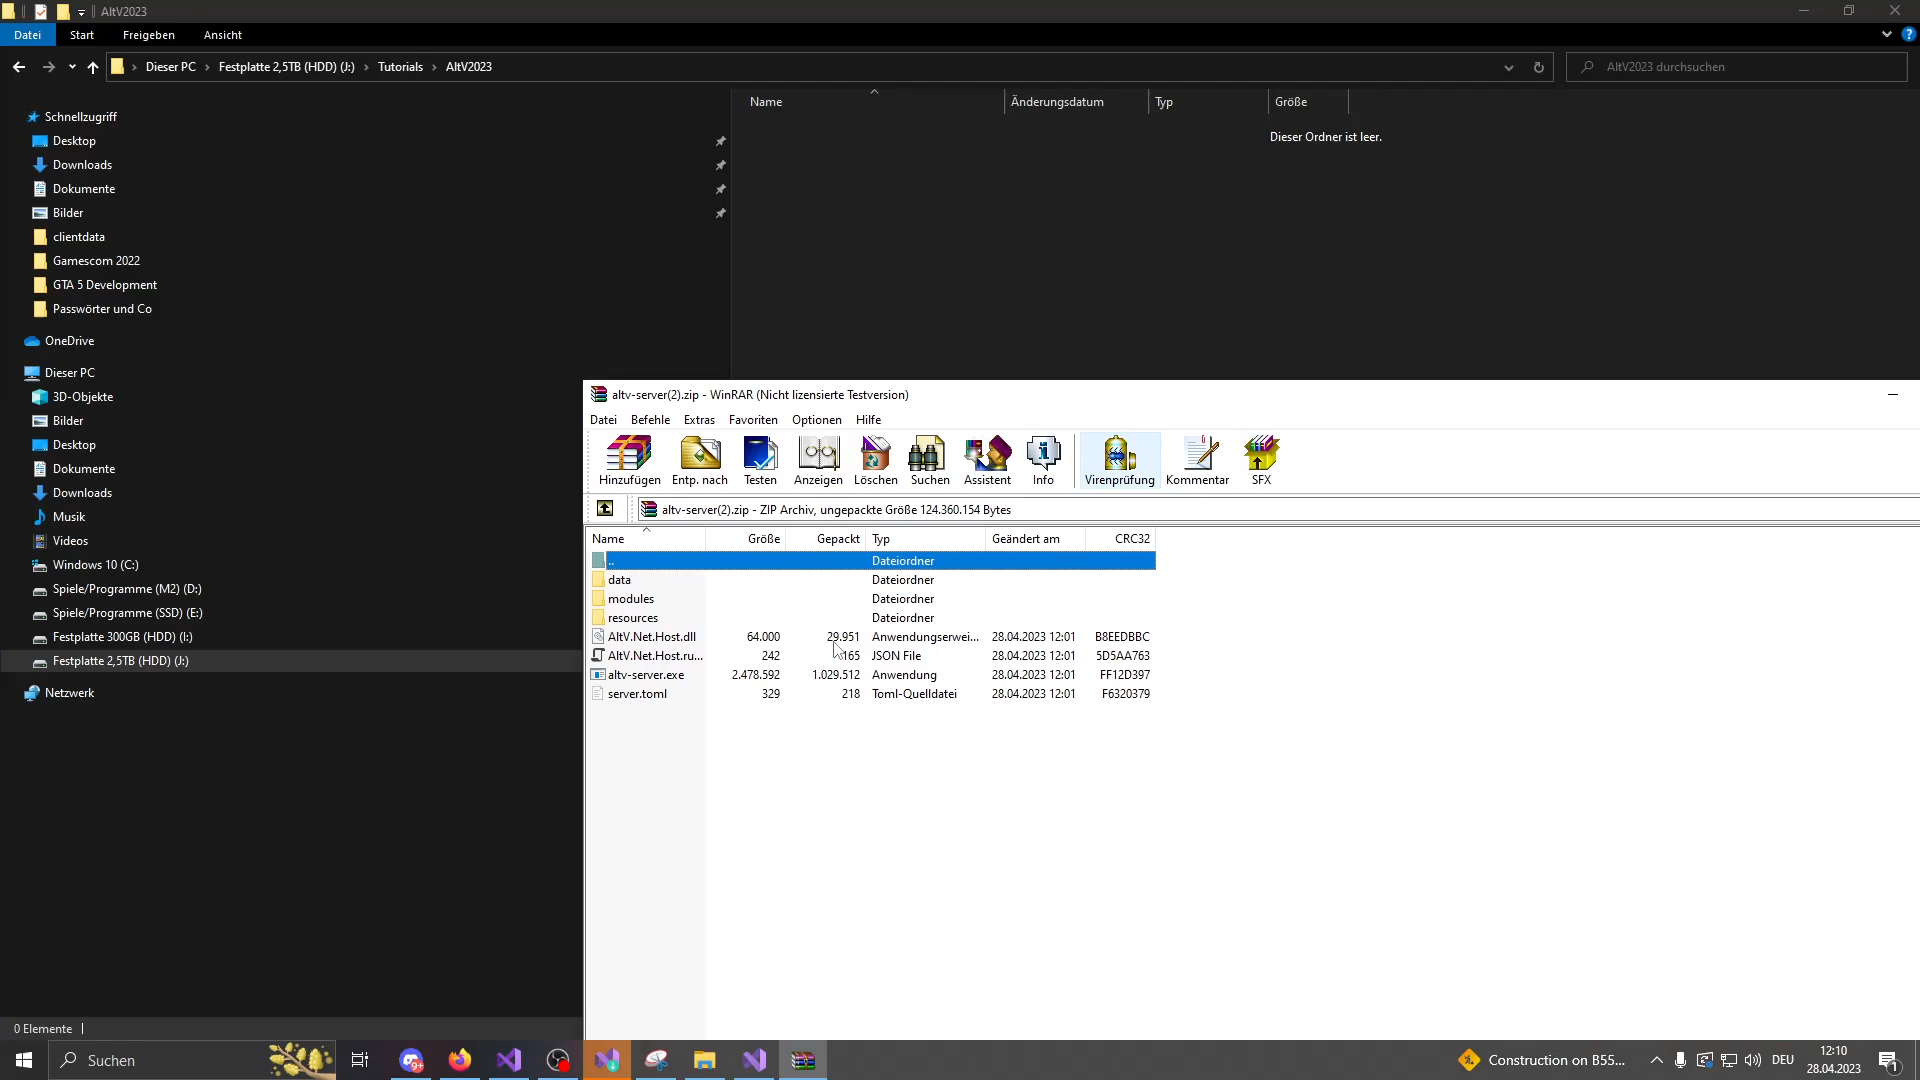 AltV2023
Datei Start Freigeben Ansicht
Dieser PC Festplatte 2,5TB (HDD) (J:) Tutorials AltV2023
AltV2023 durchsuchen
Schnellzugriff
Desktop
Downloads
Dokumente
Bilder
clientdata
Gamescom 2022
GTA 5 Development
Passwörter und Co
OneDrive
Dieser PC
3D-Objekte
Bilder
Desktop
Dokumente
Downloads
Musik
Videos
Windows 10 (C:)
Spiele/Programme (M2) (D:)
Spiele/Programme (SSD) (E:)
Festplatte 300GB (HDD) (I:)
Festplatte 2,5TB (HDD) (J:)
Netzwerk
0 Elemente
Name Änderungsdatum Typ Größe
Dieser Ordner ist leer.
altv-server(2).zip - WinRAR (Nicht lizensierte Testversion)
Datei Befehle Extras Favoriten Optionen Hilfe
Hinzufügen Entp. nach Testen Anzeigen Löschen Suchen Assistent Info Virenprüfung Kommentar SFX
altv-server(2).zip - ZIP Archiv, ungepackte Größe 124.360.154 Bytes
Name Größe Gepackt Typ Geändert am CRC32
.. Dateiordner
data Dateiordner
modules Dateiordner
resources Dateiordner
AltV.Net.Host.dll 64.000 29.951 Anwendungserwei... 28.04.2023 12:01 B8EEDBBC
AltV.Net.Host.ru... 242 165 JSON File 28.04.2023 12:01 5D5AA763
altv-server.exe 2.478.592 1.029.512 Anwendung 28.04.2023 12:01 FF12D397
server.toml 329 218 Toml-Quelldatei 28.04.2023 12:01 F6320379
Suchen
9+
Construction on B55...
DEU
12:10
28.04.2023
1